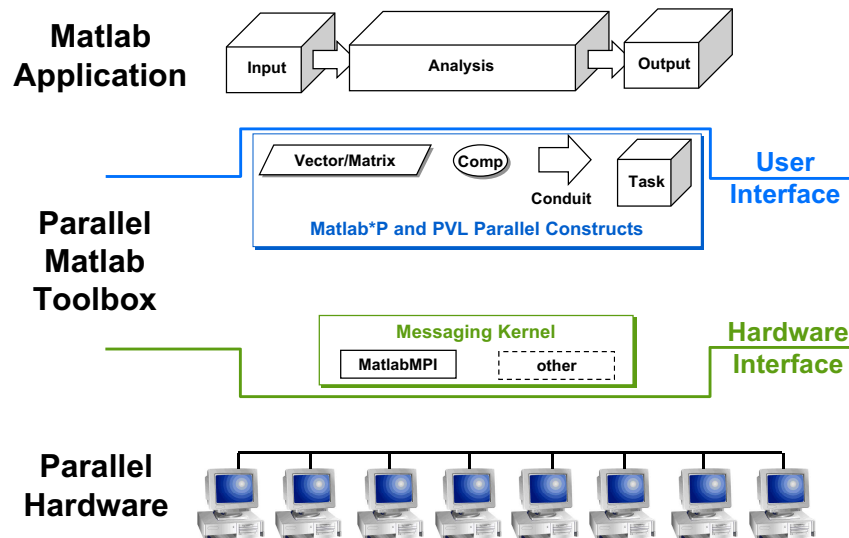 Matlab
Application
Input
Analysis
Output
Vector/Matrix
Comp
Conduit
Task
Matlab*P and PVL Parallel Constructs
User
Interface
Parallel
Matlab
Toolbox
Messaging Kernel
MatlabMPI
other
Hardware
Interface
Parallel
Hardware